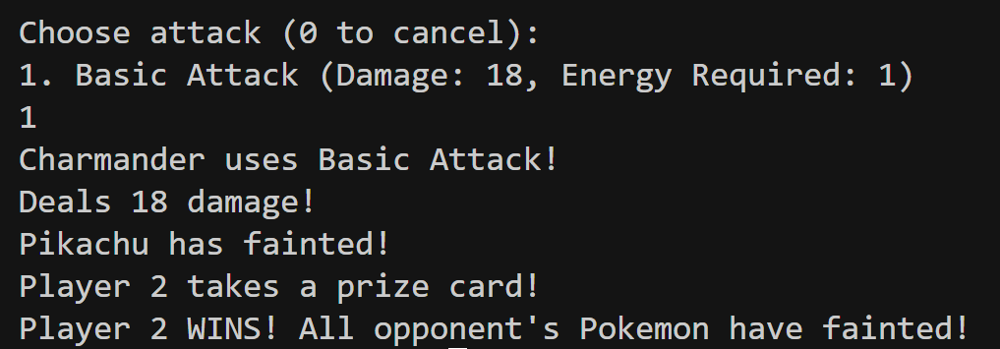 Choose attack (0 to cancel):
1. Basic Attack (Damage: 18, Energy Required: 1)
1
Charmander uses Basic Attack!
Deals 18 damage!
Pikachu has fainted!
Player 2 takes a prize card!
Player 2 WINS! All opponent's Pokemon have fainted!